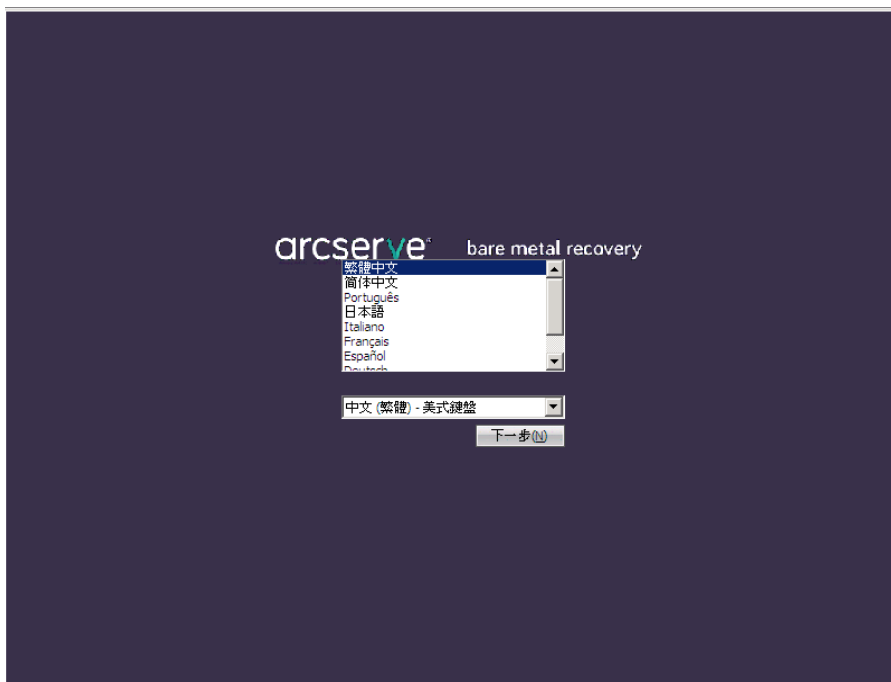 arcserve® bare metal recovery
繁體中文
简体中文
Português
日本語
Italiano
Français
Español
Deutsch
中文 (繁體) - 美式鍵盤
下一步(N)